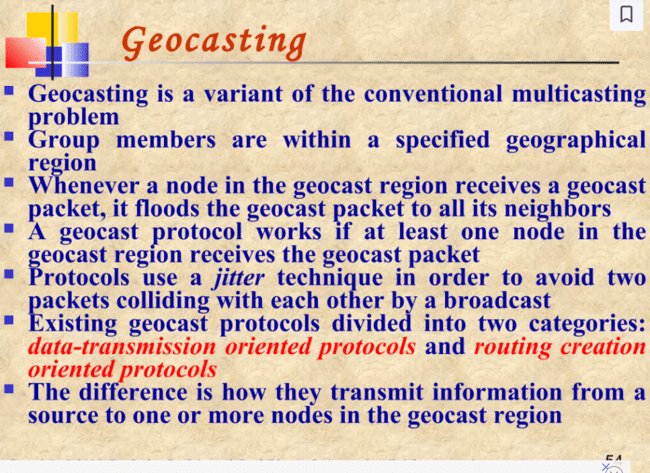 Geocasting
Geocasting is a variant of the conventional multicasting
problem
Group members are within a specified geographical
region
Whenever a node in the geocast region receives a geocast
packet, it floods the geocast packet to all its neighbors
A geocast protocol works if at least one node in the
geocast region receives the geocast packet
Protocols use a jitter technique in order to avoid two
packets colliding with each other by a broadcast
Existing geocast protocols divided into two categories:
data-transmission oriented protocols and routing creation
oriented protocols
The difference is how they transmit information from a
source to one or more nodes in the geocast region